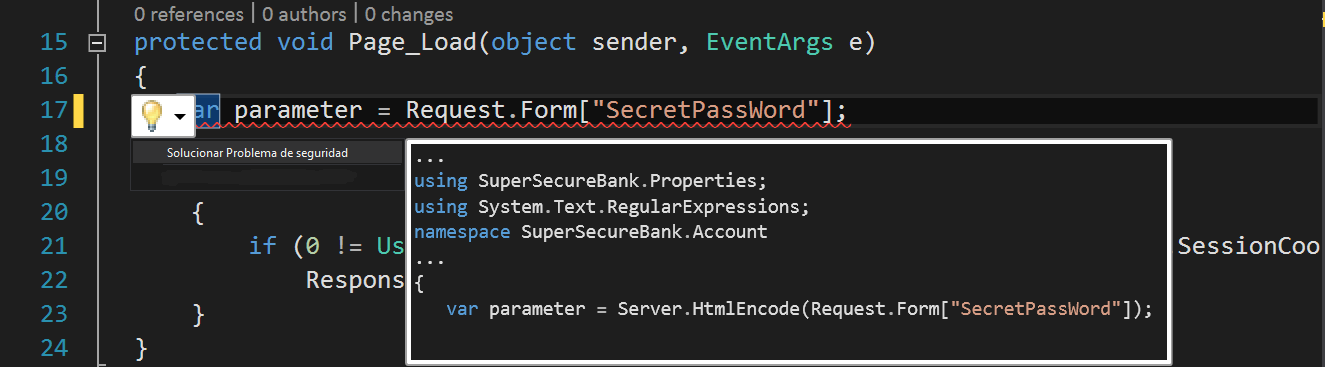 0 references | 0 authors | 0 changes
15 protected void Page_Load(object sender, EventArgs e)
16 {
17 ar parameter = Request.Form["SecretPassWord"];
18
Solucionar Problema de seguridad
19
20 {
21 if (0 != Us
.SessionCoo
22 Respons
23 }
24 }
...
using SuperSecureBank.Properties;
using System.Text.RegularExpressions;
namespace SuperSecureBank.Account
...
{
var parameter = Server.HtmlEncode(Request.Form["SecretPassWord"]);